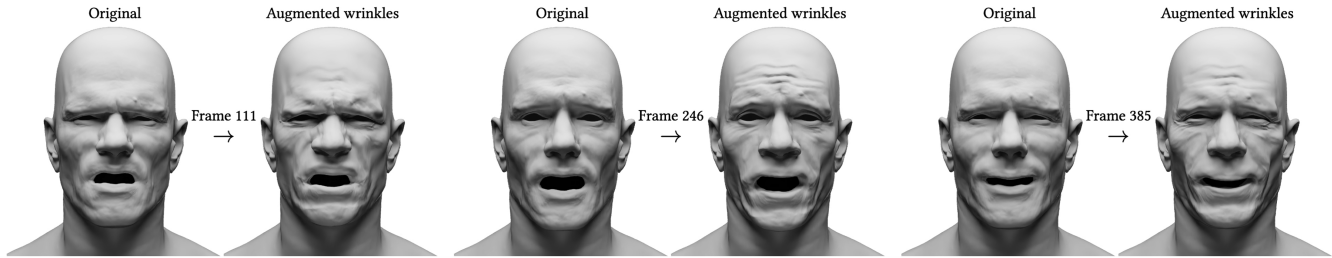 Original
Augmented wrinkles
Original
Augmented wrinkles
Original
Augmented wrinkles
Frame 111
Frame 246
Frame 385